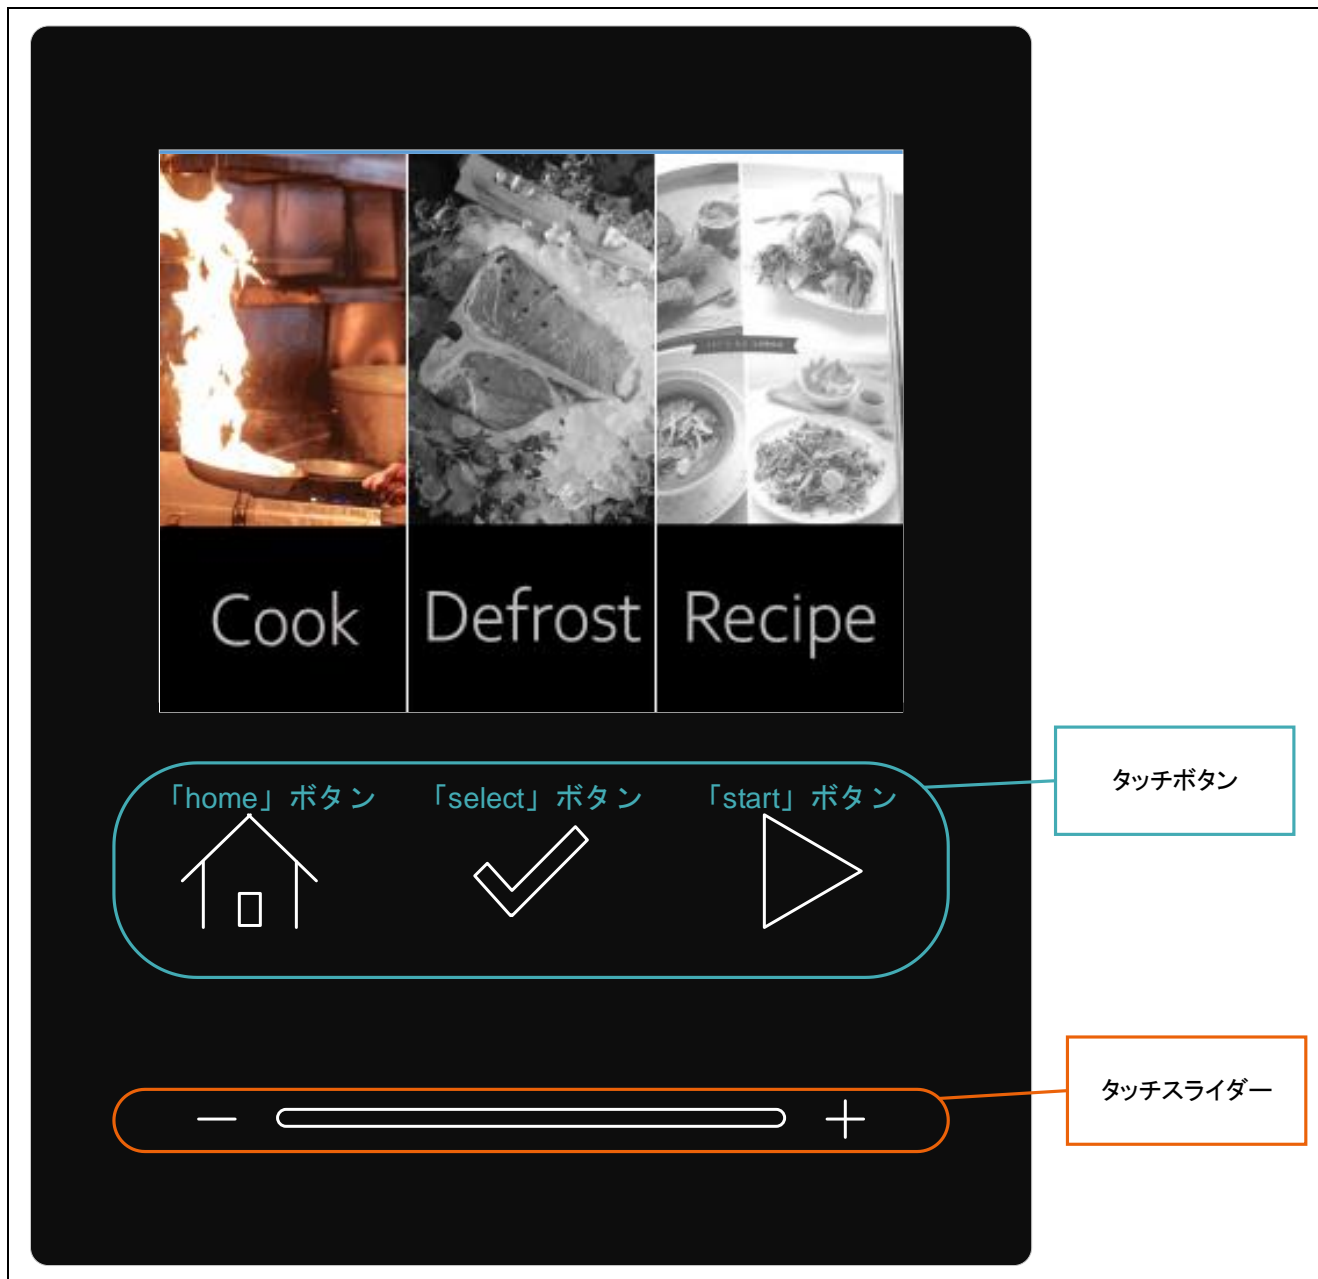 Cook
Defrost
Recipe
「home」ボタン
「select」ボタン
「start」ボタン
タッチボタン
タッチスライダー